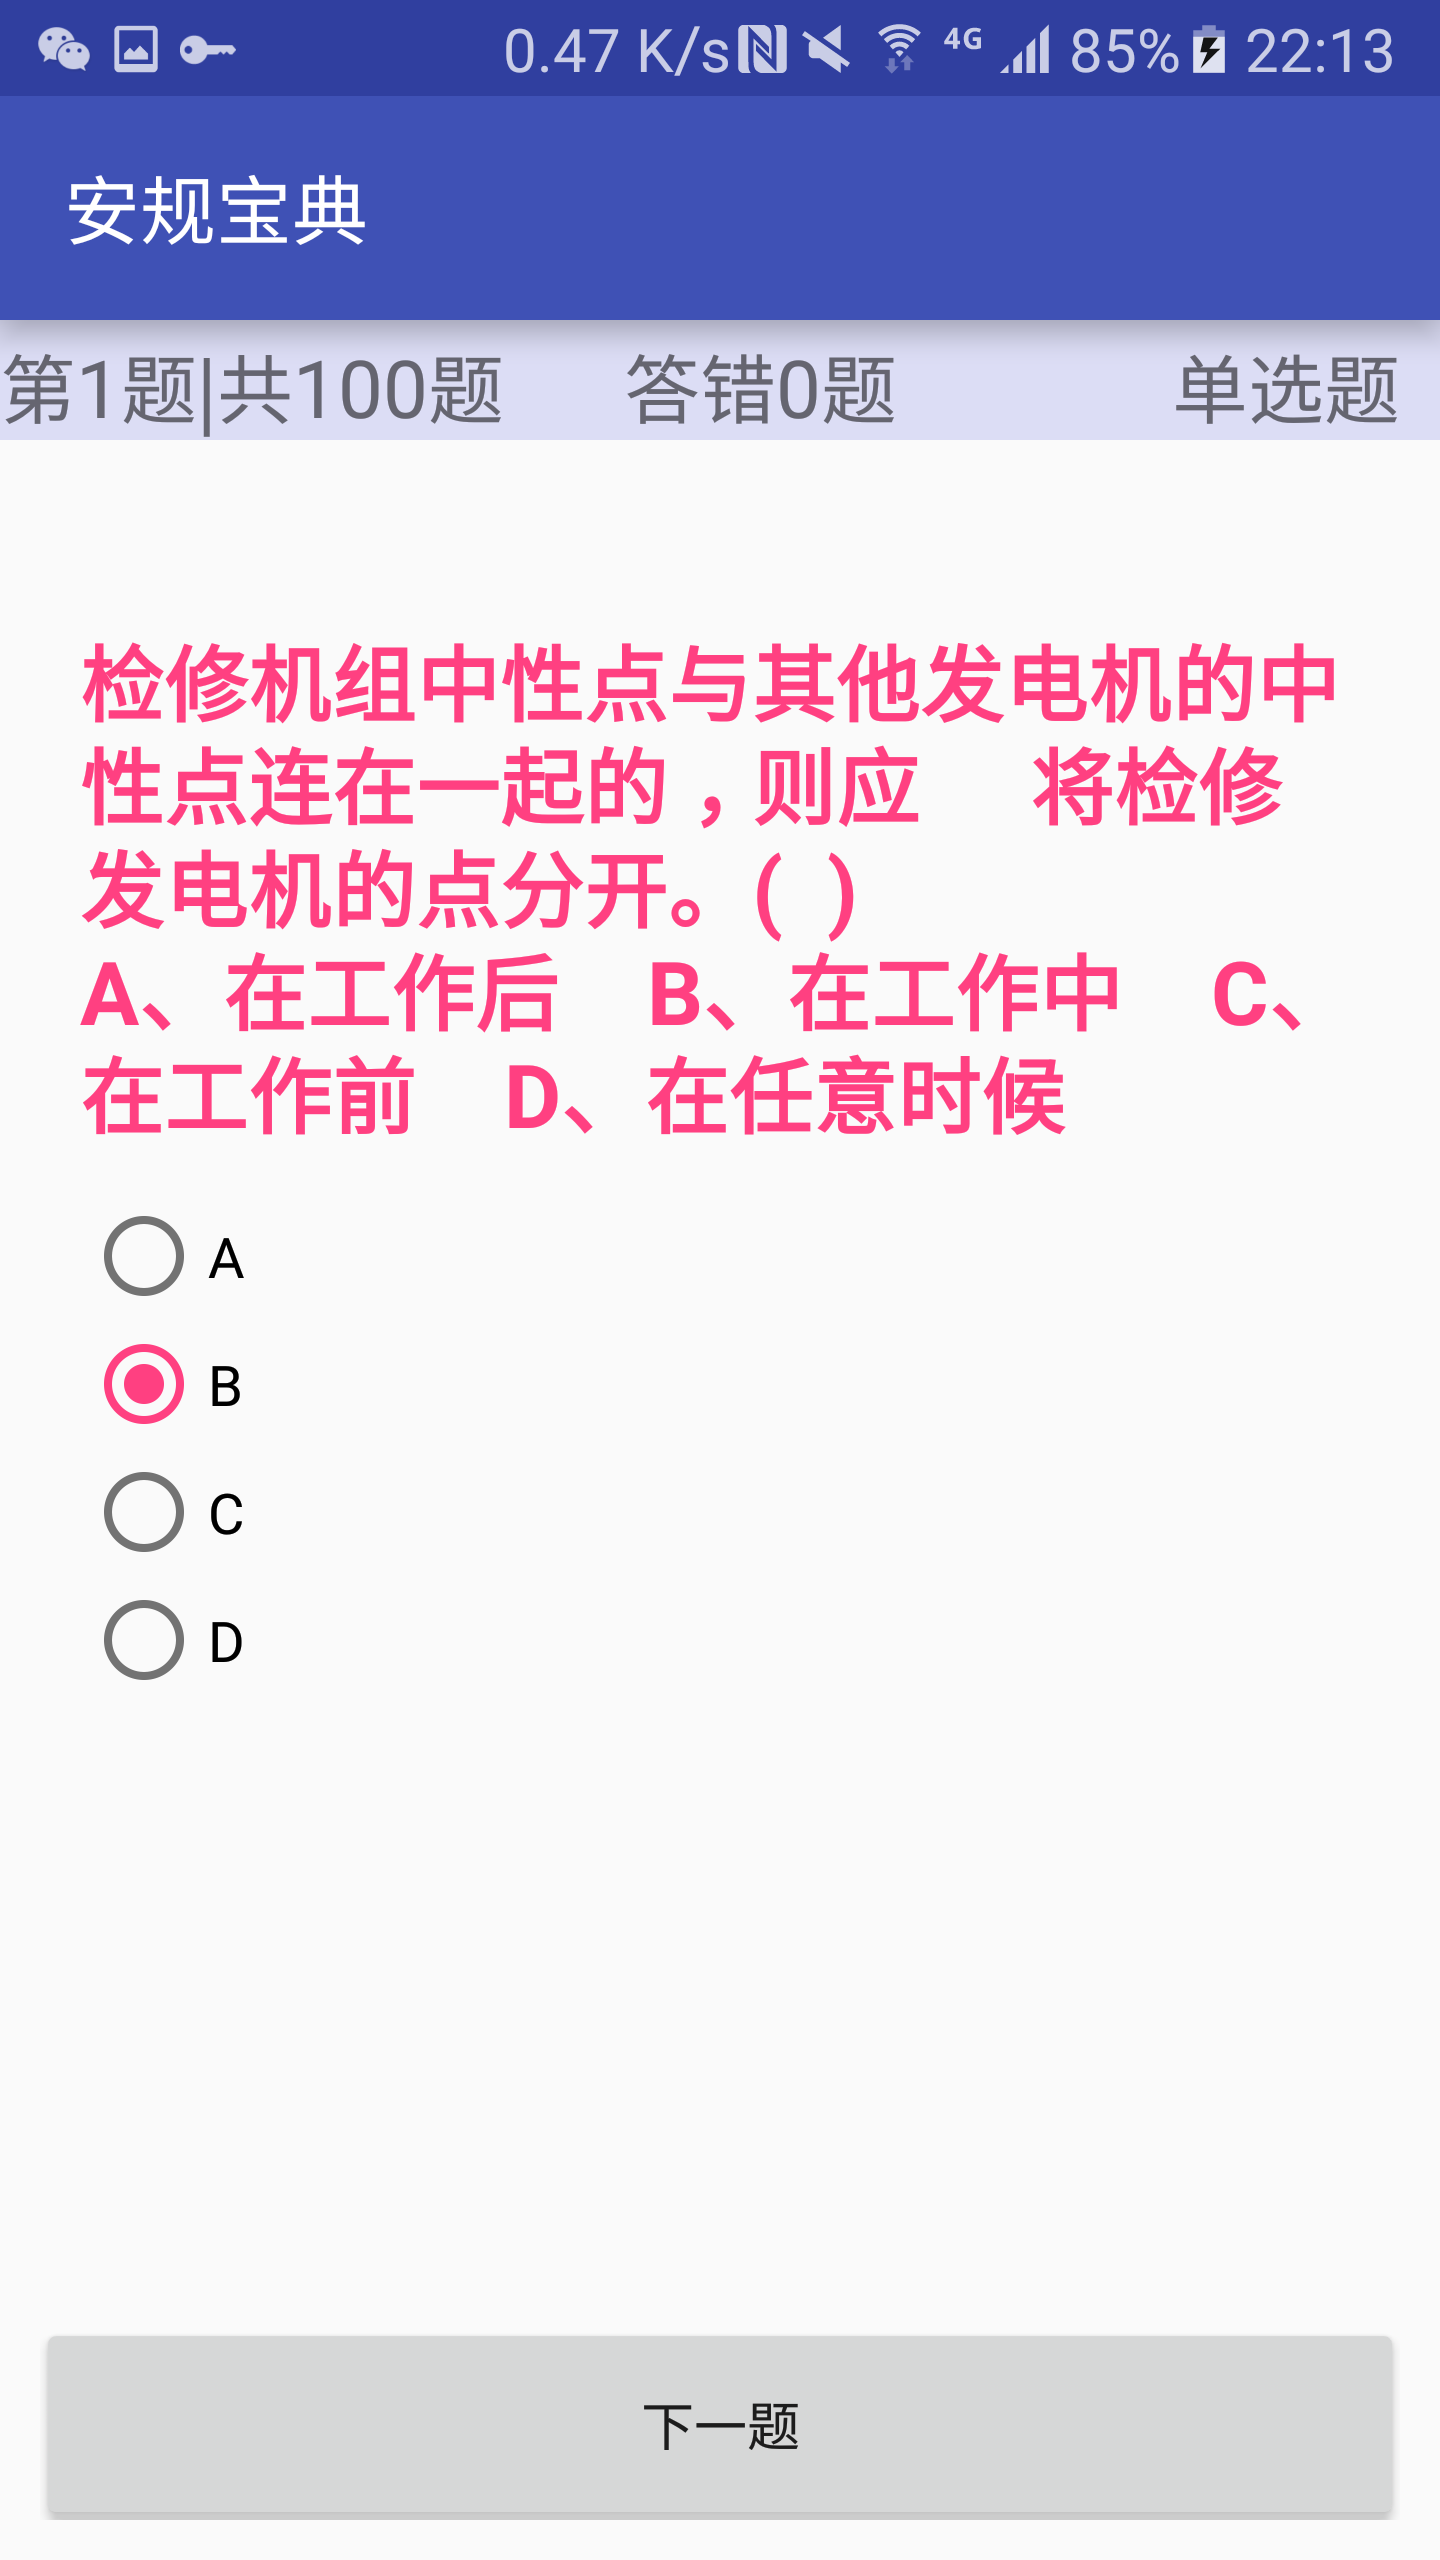 0.47 K/s 4G 85% 22:13
安规宝典
第1题|共100题 答错0题 单选题
检修机组中性点与其他发电机的中
性点连在一起的，则应 将检修
发电机的点分开。( )
A、在工作后 B、在工作中 C、
在工作前 D、在任意时候
A
B
C
D
下一题